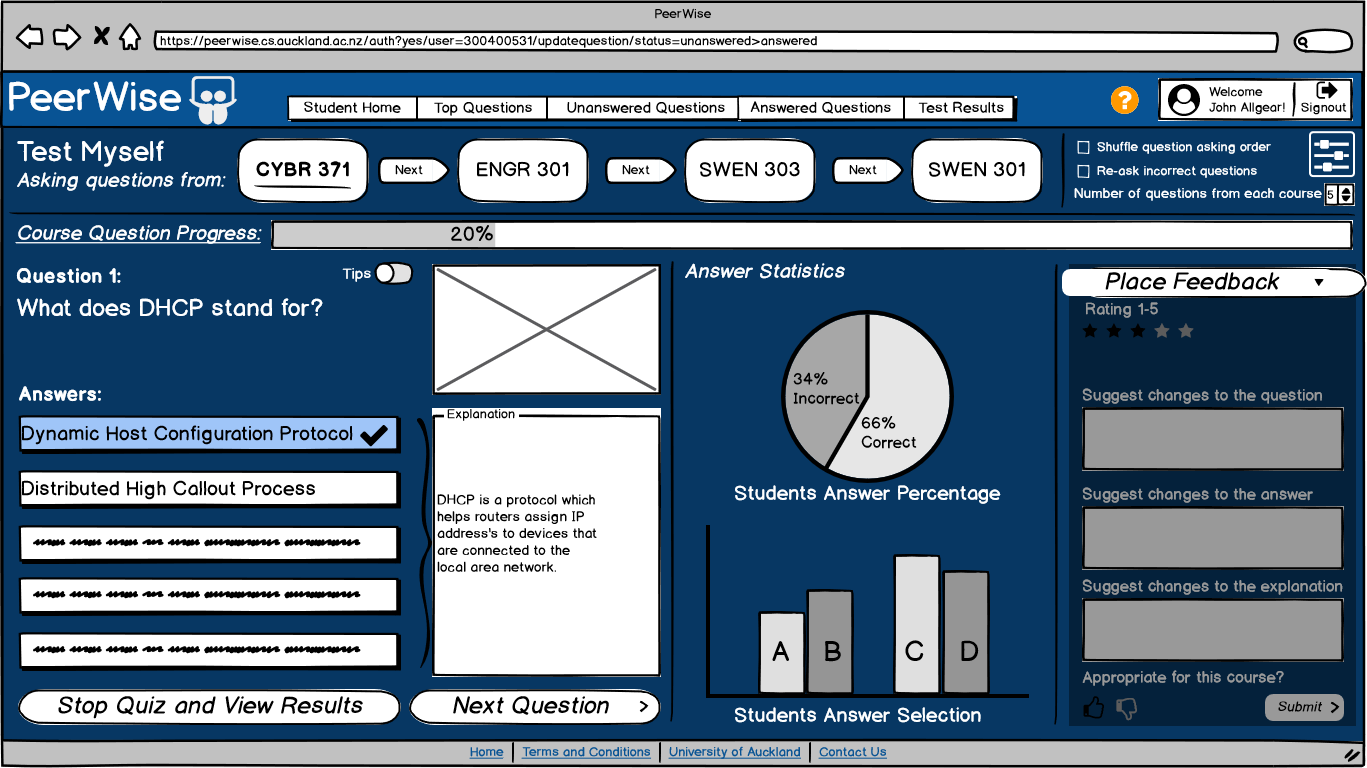 PeerWise
https://peerwise.cs.auckland.ac.nz/auth?yes/user=300400531/updatequestion/status=unanswered>answered
PeerWise
Student Home
Top Questions
Unanswered Questions
Answered Questions
Test Results
?
Welcome
John Allgear!
Signout
Test Myself
Asking questions from:
CYBR 371
Next
ENGR 301
Next
SWEN 303
Next
SWEN 301
Shuffle question asking order
Re-ask incorrect questions
Number of questions from each course 5
Course Question Progress:
20%
Question 1:
Tips
What does DHCP stand for?
Answers:
Dynamic Host Configuration Protocol
Distributed High Callout Process
Explanation
DHCP is a protocol which
helps routers assign IP
address's to devices that
are connected to the
local area network.
Stop Quiz and View Results
Next Question >
Answer Statistics
34%
Incorrect
66%
Correct
Students Answer Percentage
A
B
C
D
Students Answer Selection
Place Feedback
Rating 1-5
Suggest changes to the question
Suggest changes to the answer
Suggest changes to the explanation
Appropriate for this course?
Submit >
Home
Terms and Conditions
University of Auckland
Contact Us